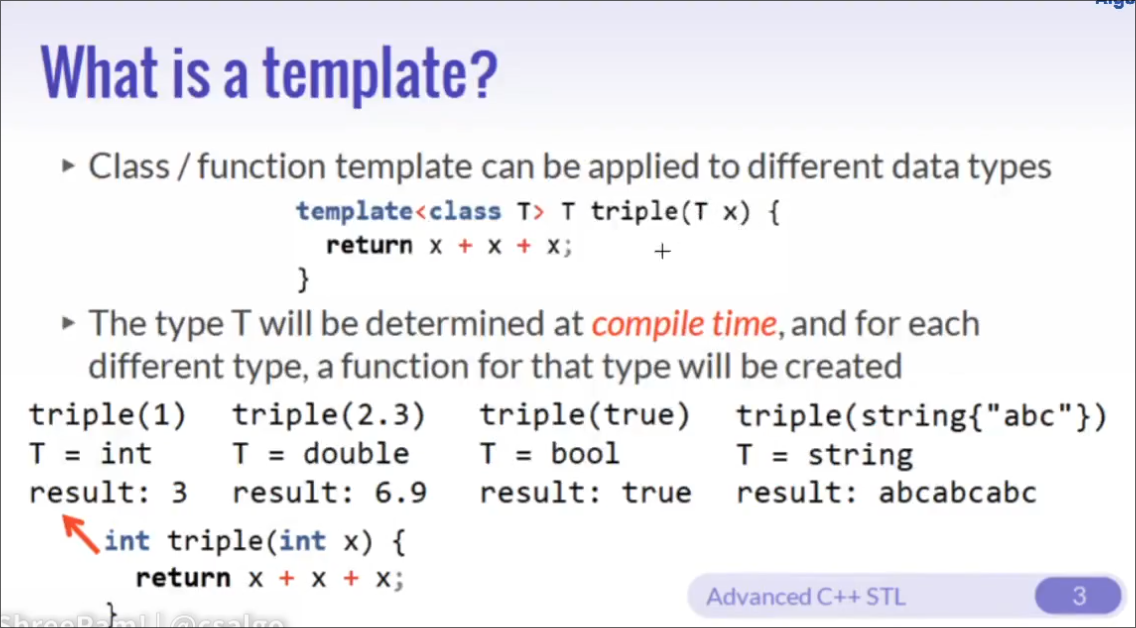 What is a template?
▸ Class / function template can be applied to different data types
template<class T> T triple(T x) {
return x + x + x;
}
▸ The type T will be determined at compile time, and for each
different type, a function for that type will be created
triple(1) triple(2.3) triple(true) triple(string{"abc"})
T = int T = double T = bool T = string
result: 3 result: 6.9 result: true result: abcabcabc
int triple(int x) {
return x + x + x;
}
Advanced C++ STL 3